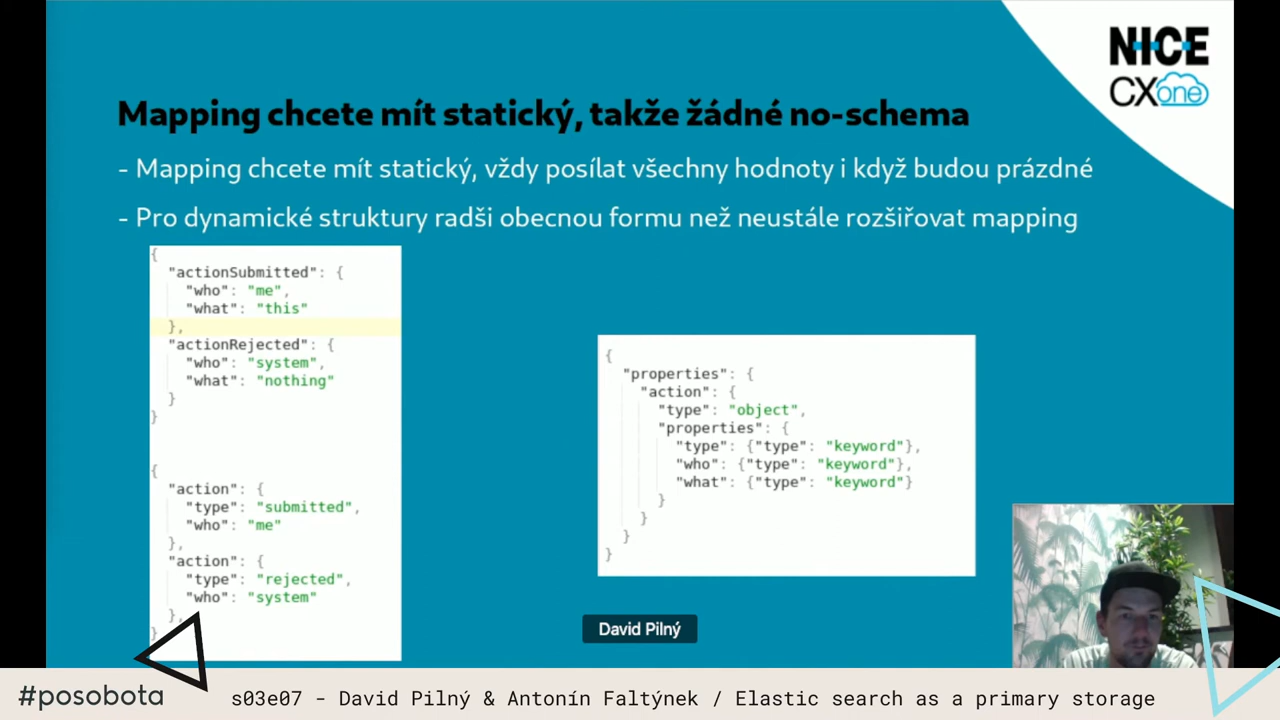 NICE
CXone
Mapping chcete mít statický, takže žádné no-schema
- Mapping chcete mít statický, vždy posílat všechny hodnoty i když budou prázdné
- Pro dynamické struktury radši obecnou formu než neustále rozšiřovat mapping
{
"actionSubmitted": {
"who": "me",
"what": "this"
},
"actionRejected": {
"who": "system",
"what": "nothing"
}
}
{
"action": {
"type": "submitted",
"who": "me"
},
"action": {
"type": "rejected",
"who": "system"
},
}
{
"properties": {
"action": {
"type": "object",
"properties": {
"type": {"type": "keyword"},
"who": {"type": "keyword"},
"what": {"type": "keyword"}
}
}
}
}
David Pilný
#posobota
s03e07 - David Pilný & Antonín Faltýnek / Elastic search as a primary storage